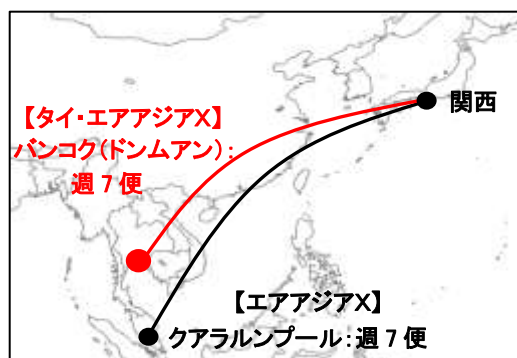 【タイ・エアアジアX】
バンコク(ドンムアン):
週7便
関西
【エアアジアX】
クアラルンプール:週7便